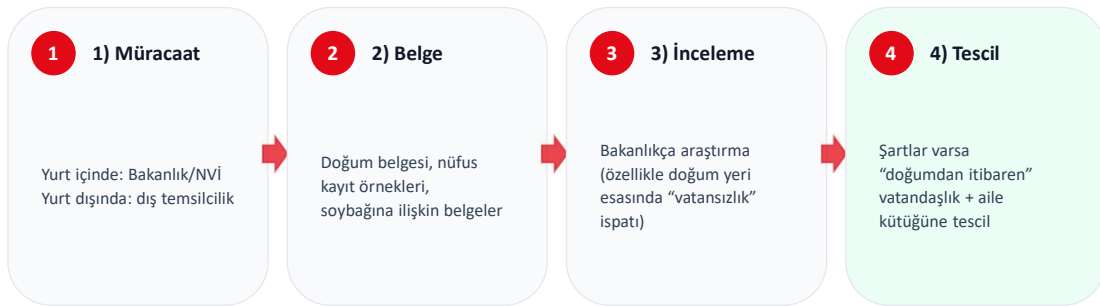 1
1) Müracaat
Yurt içinde: Bakanlık/NVİ
Yurt dışında: dış temsilcilik
2
2) Belge
Doğum belgesi, nüfus
kayıt örnekleri,
soybağına ilişkin belgeler
3
3) İnceleme
Bakanlıkça araştırma
(özellikle doğum yeri
esasında “vatansızlık”
ispatı)
4
4) Tescil
Şartlar varsa
“doğumdan itibaren”
vatandaşlık + aile
kütüğüne tescil